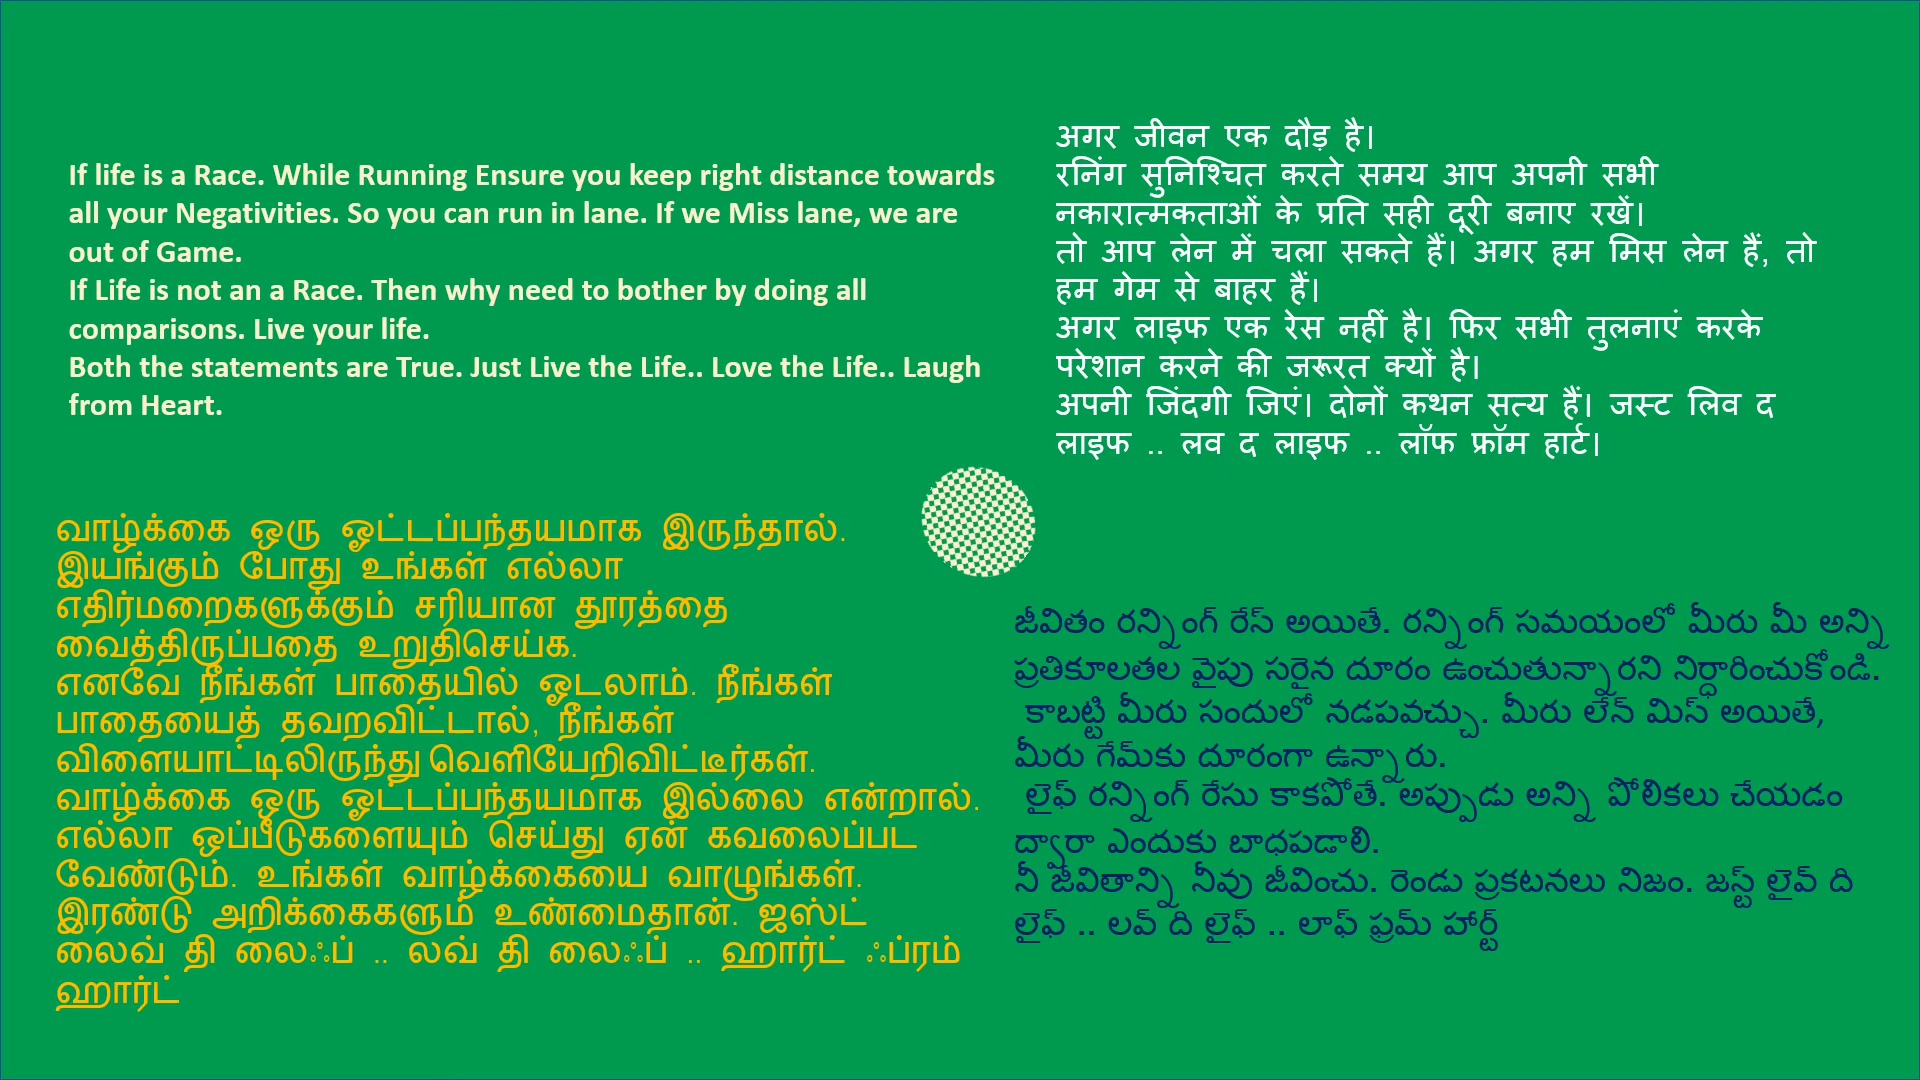 If life is a Race. While Running Ensure you keep right distance towards
all your Negativities. So you can run in lane. If we Miss lane, we are
out of Game.
If Life is not an a Race. Then why need to bother by doing all
comparisons. Live your life.
Both the statements are True. Just Live the Life.. Love the Life.. Laugh
from Heart.
अगर जीवन एक दौड़ है।
रनिंग सुनिश्चित करते समय आप अपनी सभी
नकारात्मकताओं के प्रति सही दूरी बनाए रखें।
तो आप लेन में चला सकते हैं। अगर हम मिस लेन हैं, तो
हम गेम से बाहर हैं।
अगर लाइफ एक रेस नहीं है। फिर सभी तुलनाएं करके
परेशान करने की जरूरत क्यों है।
अपनी जिंदगी जिएं। दोनों कथन सत्य हैं। जस्ट लिव द
लाइफ .. लव द लाइफ .. लॉफ फ्रॉम हार्ट।
வாழ்க்கை ஒரு ஓட்டப்பந்தயமாக இருந்தால்.
இயங்கும் போது உங்கள் எல்லா
எதிர்மறைகளுக்கும் சரியான தூரத்தை
வைத்திருப்பதை உறுதிசெய்க.
எனவே நீங்கள் பாதையில் ஓடலாம். நீங்கள்
பாதையைத் தவறவிட்டால், நீங்கள்
விளையாட்டிலிருந்து வெளியேறிவிட்டீர்கள்.
வாழ்க்கை ஒரு ஓட்டப்பந்தயமாக இல்லை என்றால்.
எல்லா ஒப்பீடுகளையும் செய்து ஏன் கவலைப்பட
வேண்டும். உங்கள் வாழ்க்கையை வாழுங்கள்.
இரண்டு அறிக்கைகளும் உண்மைதான். ஜஸ்ட்
லைவ் தி லைஃப் .. லவ் தி லைஃப் .. ஹார்ட் ஃப்ரம்
ஹார்ட்
జీవితం రన్నింగ్ రేస్ అయితే. రన్నింగ్ సమయంలో మీరు మీ అన్ని
ప్రతికూలతల వైపు సరైన దూరం ఉంచుతున్నారని నిర్ధారించుకోండి.
కాబట్టి మీరు సందులో నడపవచ్చు. మీరు లేన్ మిస్ అయితే,
మీరు గేమ్‌కు దూరంగా ఉన్నారు.
లైఫ్ రన్నింగ్ రేసు కాకపోతే. అప్పుడు అన్ని పోలికలు చేయడం
ద్వారా ఎందుకు బాధపడాలి.
నీ జీవితాన్ని నీవు జీవించు. రెండు ప్రకటనలు నిజం. జస్ట్ లైవ్ ది
లైఫ్ .. లవ్ ది లైఫ్ .. లాఫ్ ఫ్రమ్ హార్ట్